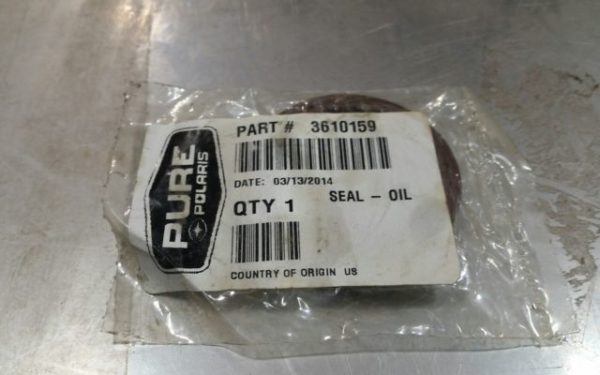 PURE
POLARIS
PART # 3610159
DATE: 03/13/2014
QTY 1 SEAL - OIL
COUNTRY OF ORIGIN US